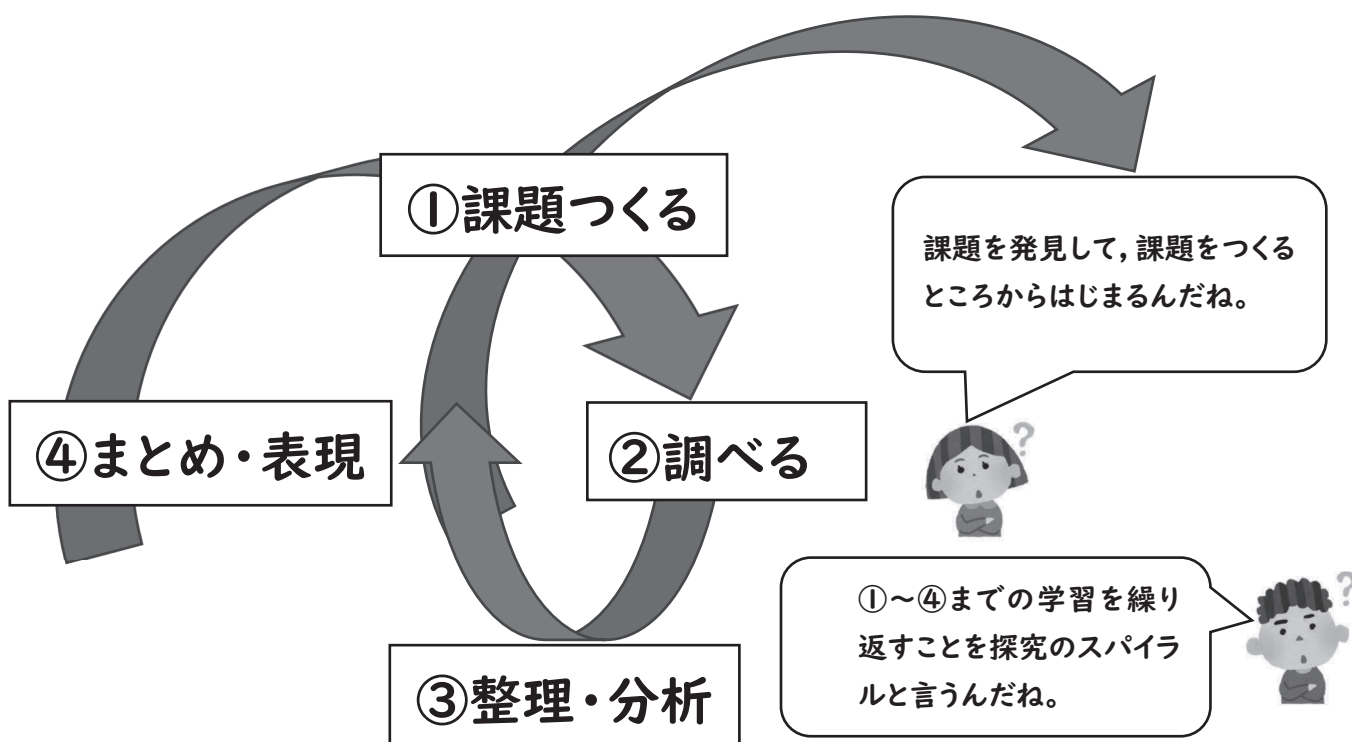 ①課題つくる
課題を発見して,課題をつくる
ところからはじまるんだね。
④まとめ・表現
②調べる
?
①～④までの学習を繰り
返すことを探究のスパイラ
ルと言うんだね。
?
③整理・分析